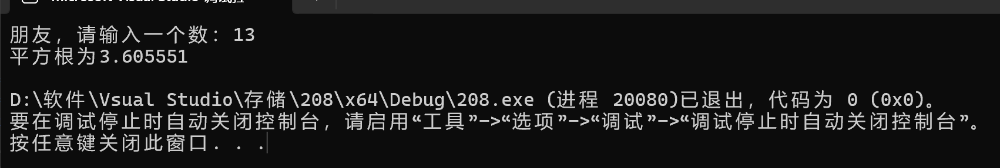 朋友，请输入一个数：13
平方根为3.605551
D:\软件\Vsual Studio\存储\208\x64\Debug\208.exe (进程 20080)已退出，代码为 0 (0x0)。
要在调试停止时自动关闭控制台，请启用“工具”->“选项”->“调试”->“调试停止时自动关闭控制台”。
按任意键关闭此窗口. . .